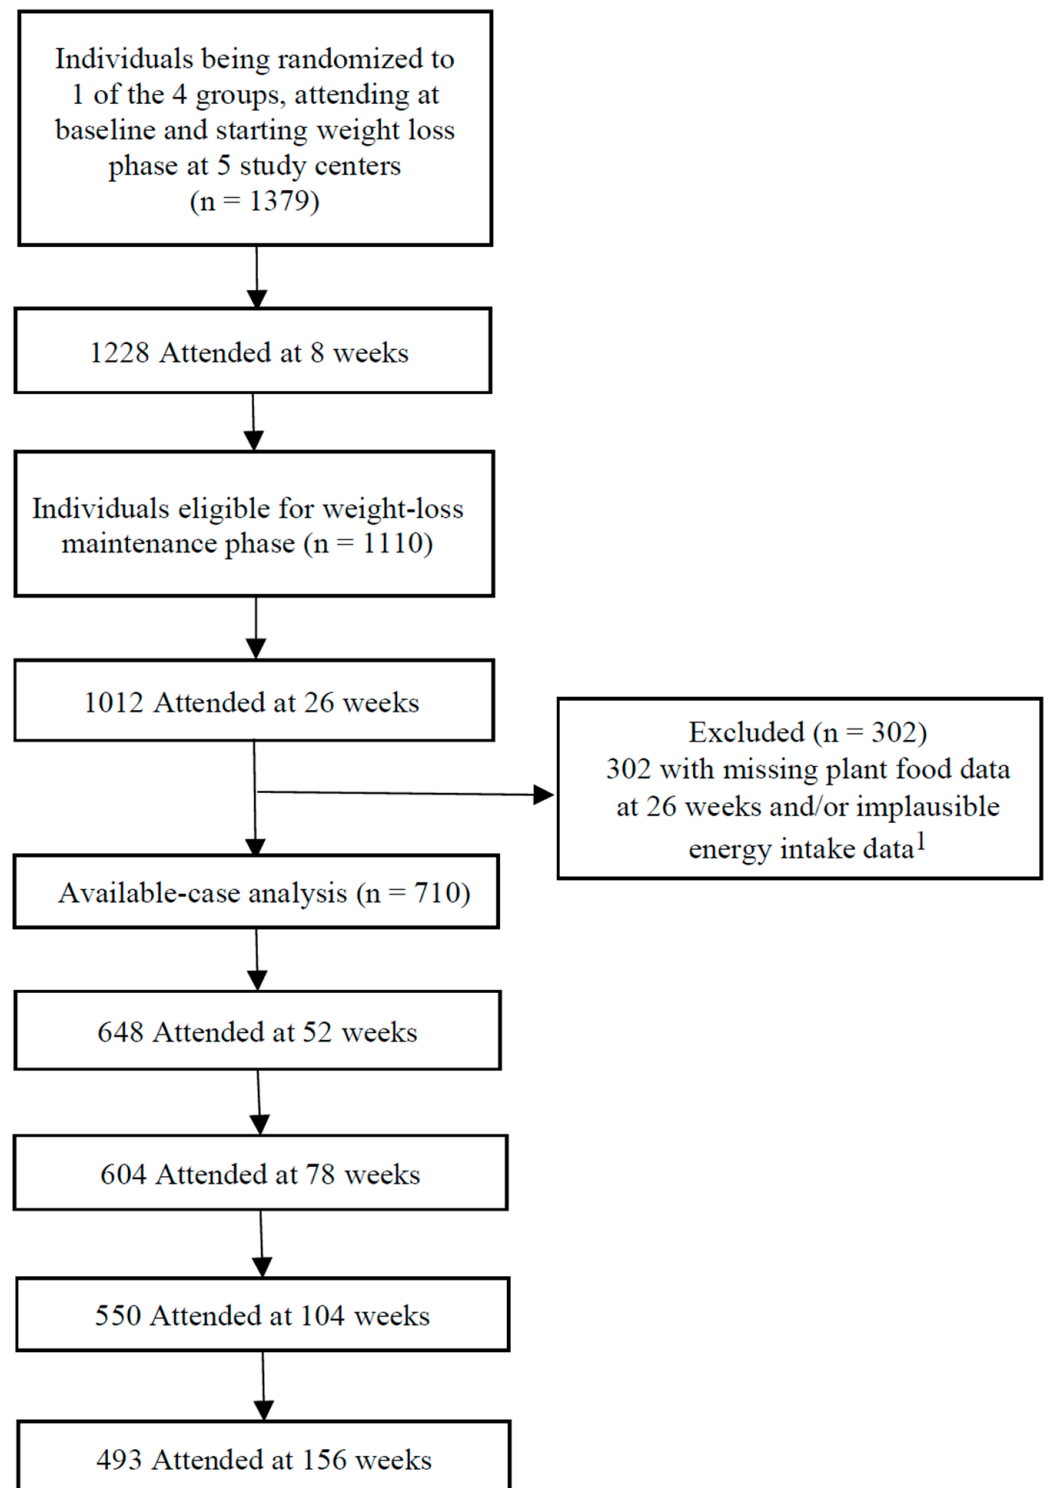 Individuals being randomized to
1 of the 4 groups, attending at
baseline and starting weight loss
phase at 5 study centers
(n = 1379)
1228 Attended at 8 weeks
Individuals eligible for weight-loss
maintenance phase (n = 1110)
1012 Attended at 26 weeks
Excluded (n = 302)
302 with missing plant food data
at 26 weeks and/or implausible
energy intake data1
Available-case analysis (n = 710)
648 Attended at 52 weeks
604 Attended at 78 weeks
550 Attended at 104 weeks
493 Attended at 156 weeks